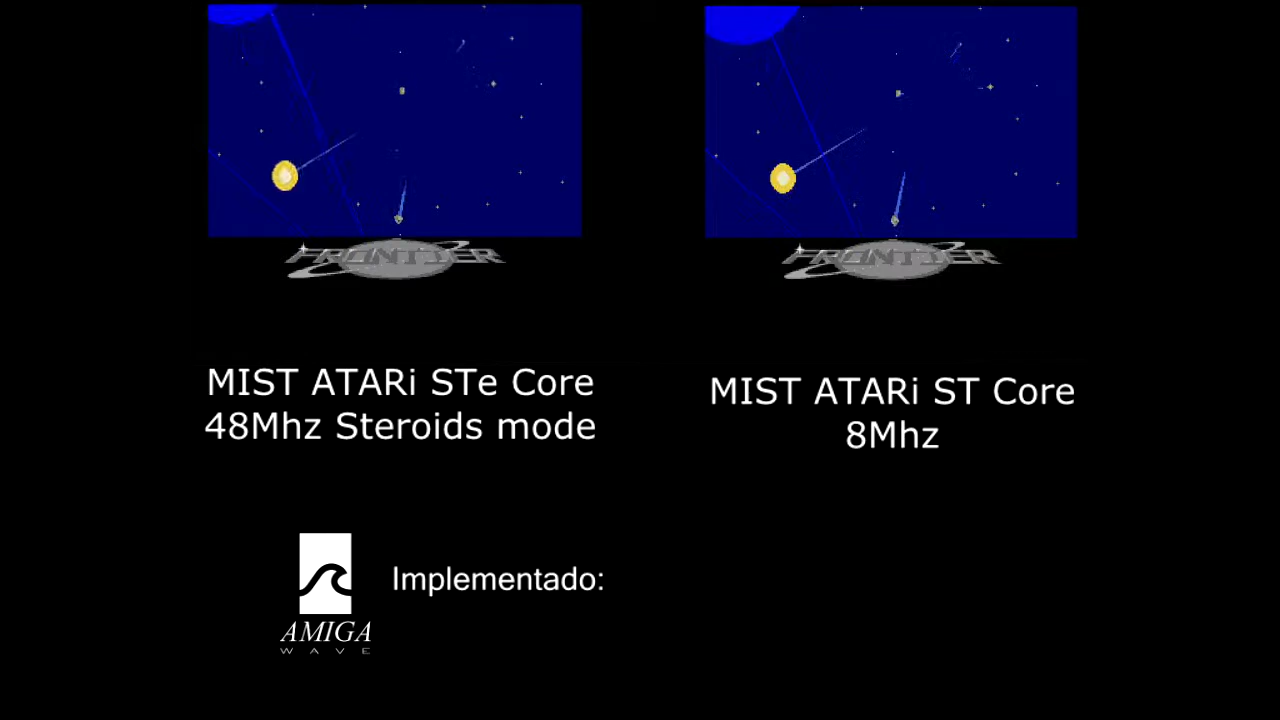 FRONTIER
FRONTIER
MIST ATARi STe Core
48Mhz Steroids mode
MIST ATARi ST Core
8Mhz
Implementado:
AMIGA
WAVE